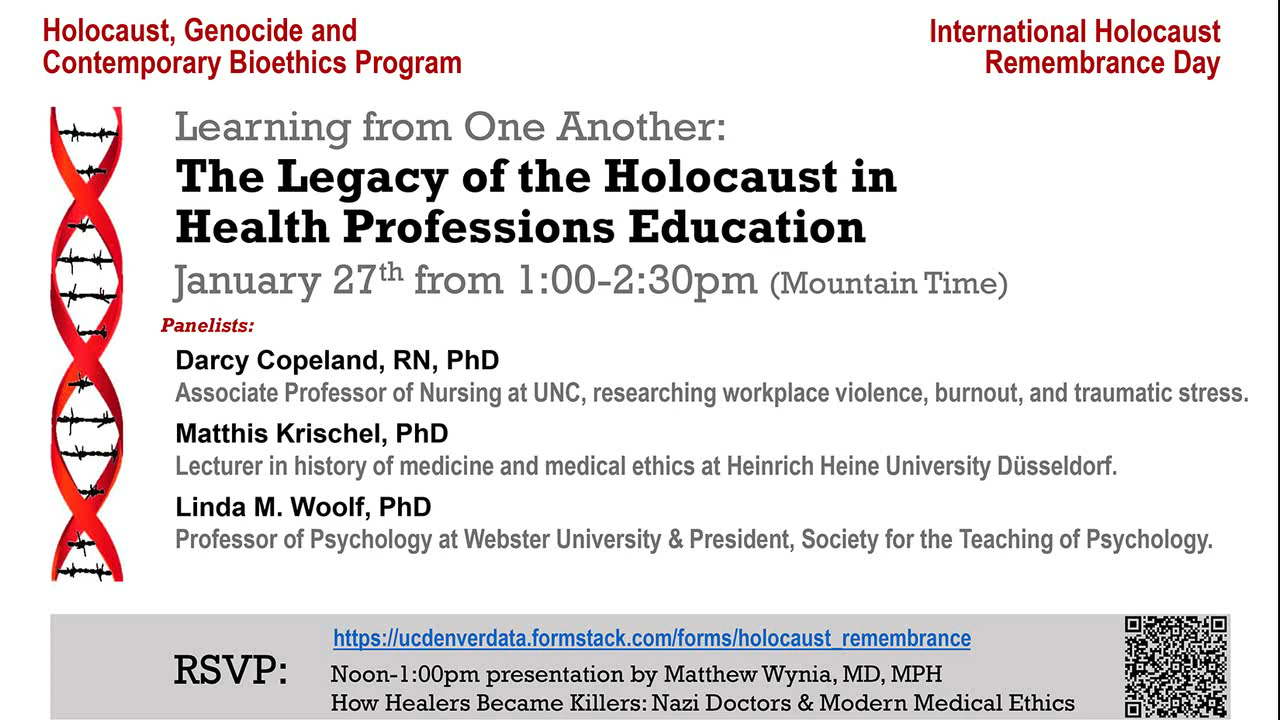 Holocaust, Genocide and
Contemporary Bioethics Program
International Holocaust
Remembrance Day
Learning from One Another:
The Legacy of the Holocaust in
Health Professions Education
January 27th from 1:00-2:30pm (Mountain Time)
Panelists:
Darcy Copeland, RN, PhD
Associate Professor of Nursing at UNC, researching workplace violence, burnout, and traumatic stress.
Matthis Krischel, PhD
Lecturer in history of medicine and medical ethics at Heinrich Heine University Düsseldorf.
Linda M. Woolf, PhD
Professor of Psychology at Webster University & President, Society for the Teaching of Psychology.
RSVP:
https://ucdenverdata.formstack.com/forms/holocaust_remembrance
Noon-1:00pm presentation by Matthew Wynia, MD, MPH
How Healers Became Killers: Nazi Doctors & Modern Medical Ethics